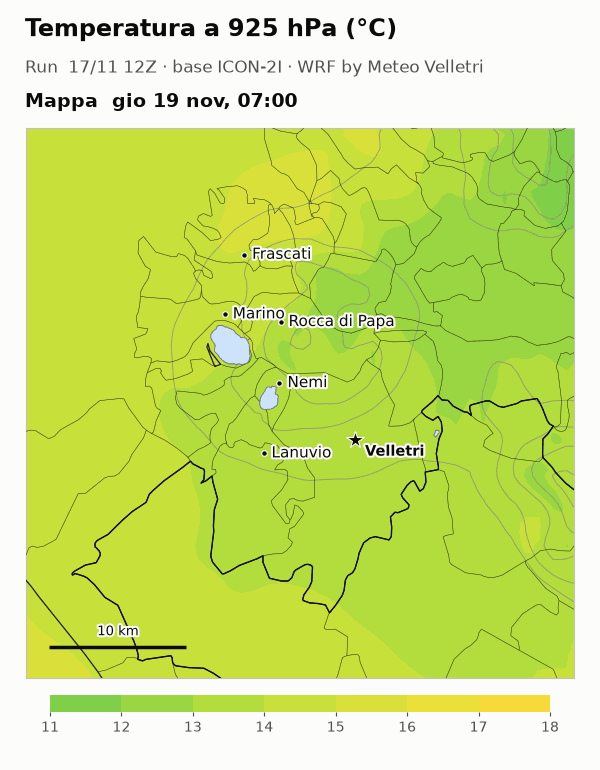 Temperatura a 925 hPa (°C)
Run  17/11 12Z · base ICON-2I · WRF by Meteo Velletri
Mappa  gio 19 nov, 07:00
Frascati
Marino
Rocca di Papa
Nemi
Velletri
Lanuvio
10 km
11 12 13 14 15 16 17 18